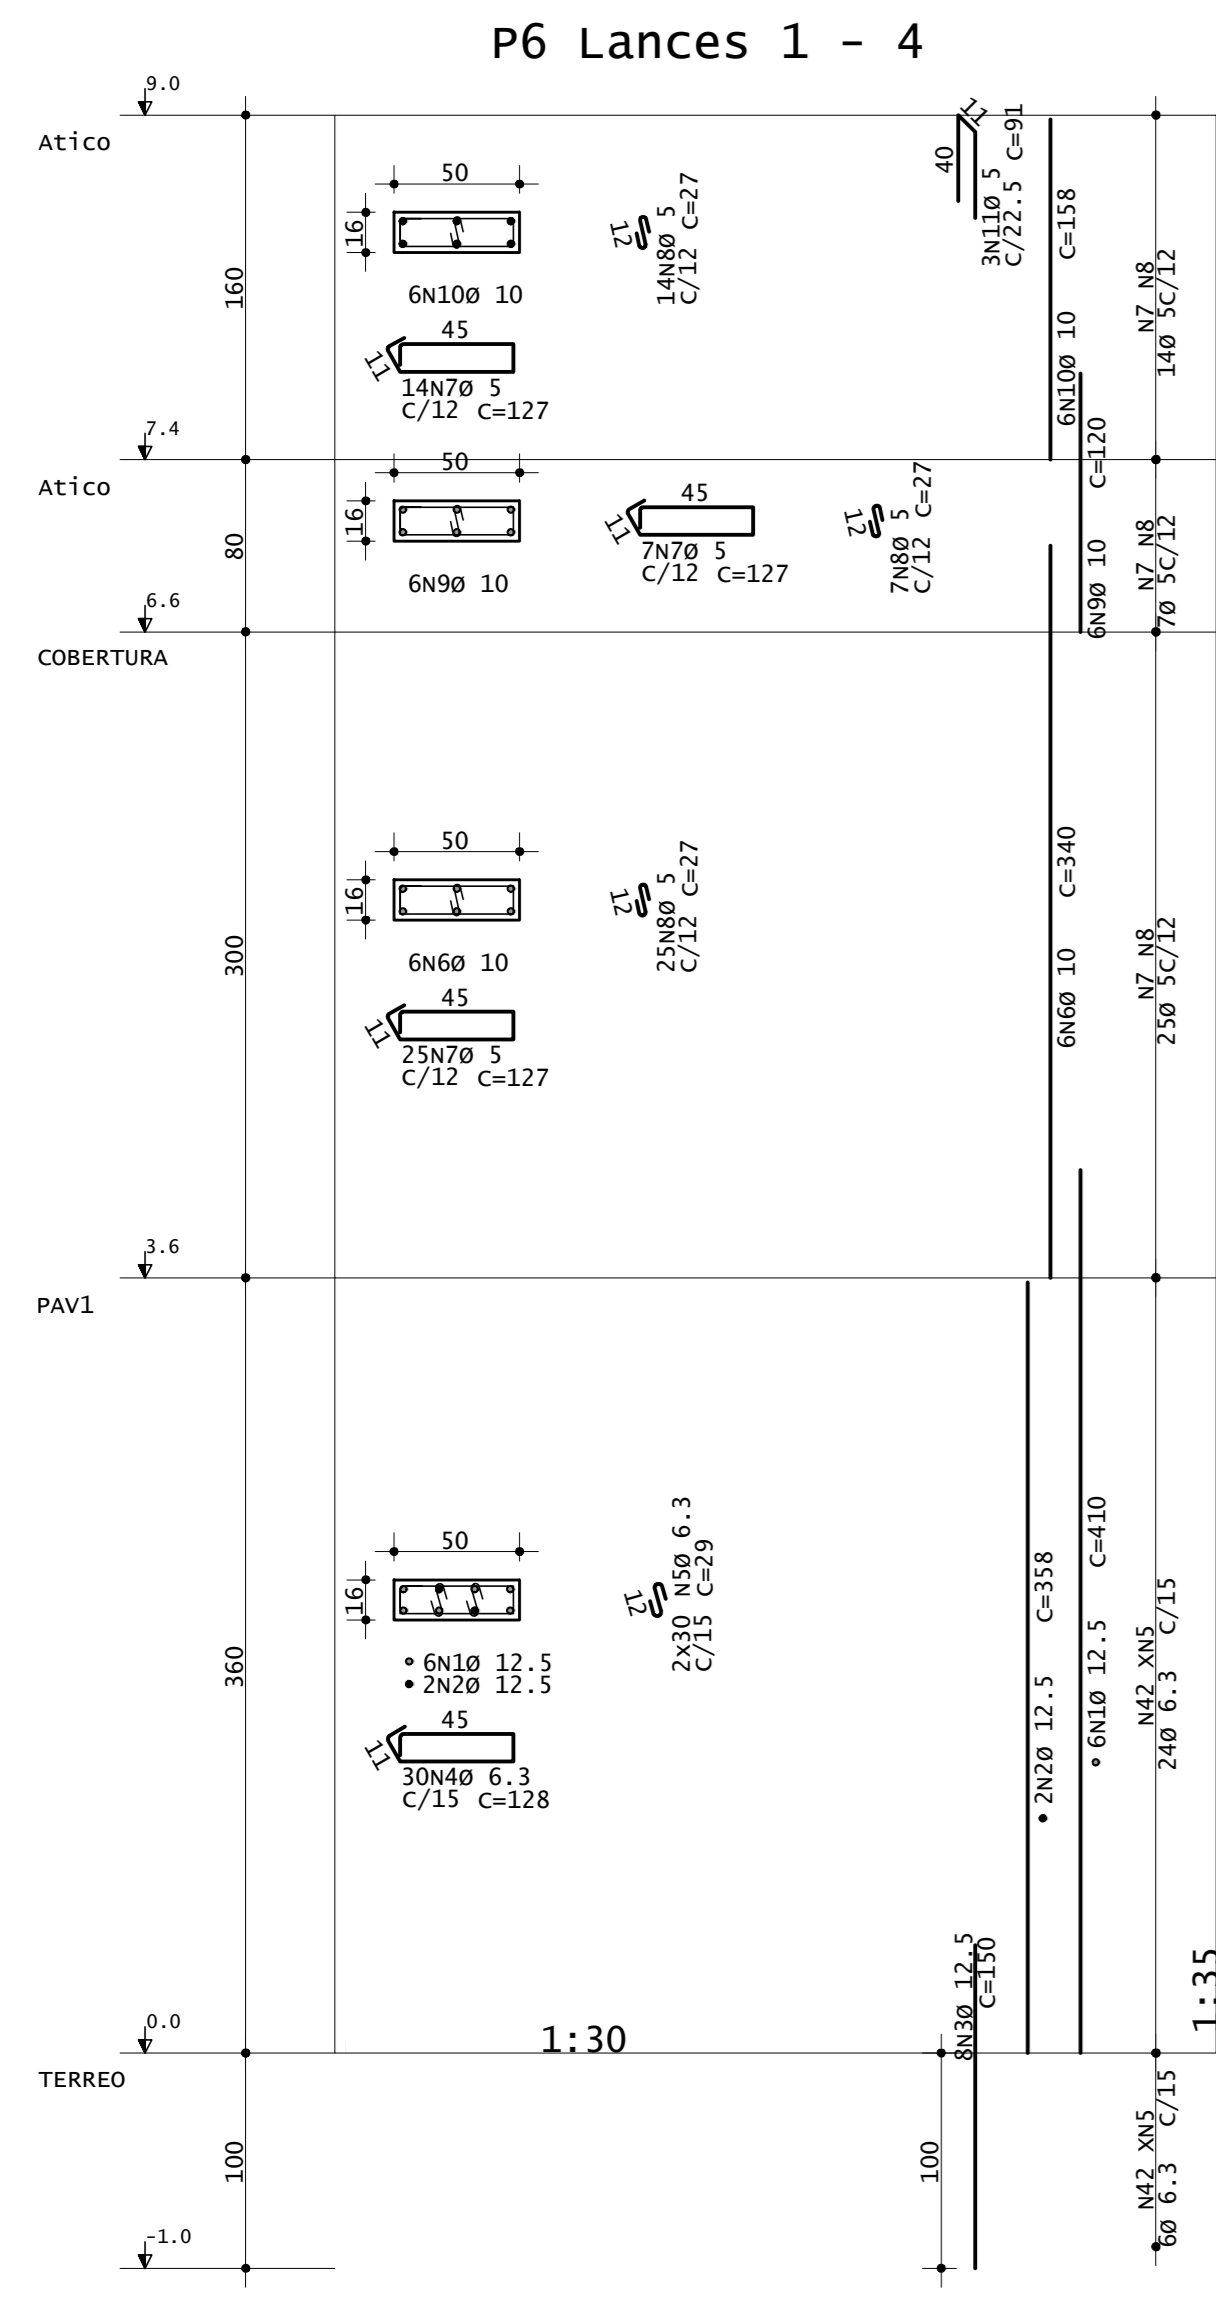 P6 Lances 1 - 4
9.0
Atico
160
50
16
6N10Ø 10
45
11
14N7Ø 5
C/12 C=127
12
14N8Ø 5
C/12 C=27
11
40
3N11Ø 5
C/22.5 C=91
6N10Ø 10 C=158
N7 N8
14Ø 5C/12
7.4
Atico
80
50
16
6N9Ø 10
45
11
7N7Ø 5
C/12 C=127
12
7N8Ø 5
C/12 C=27
6N9Ø 10 C=120
N7 N8
7Ø 5C/12
6.6
COBERTURA
300
50
16
6N6Ø 10
45
11
25N7Ø 5
C/12 C=127
12
25N8Ø 5
C/12 C=27
6N6Ø 10 C=340
N7 N8
25Ø 5C/12
3.6
PAV1
360
50
16
6N1Ø 12.5
2N2Ø 12.5
45
11
30N4Ø 6.3
C/15 C=128
12
2x30 N5Ø 6.3
C/15 C=29
2N2Ø 12.5 C=358
6N1Ø 12.5 C=410
N42 XN5
24Ø 6.3 C/15
8N3Ø 12.5
C=150
1:35
1:30
0.0
TERREO
100
100
N42 XN5
6Ø 6.3 C/15
-1.0